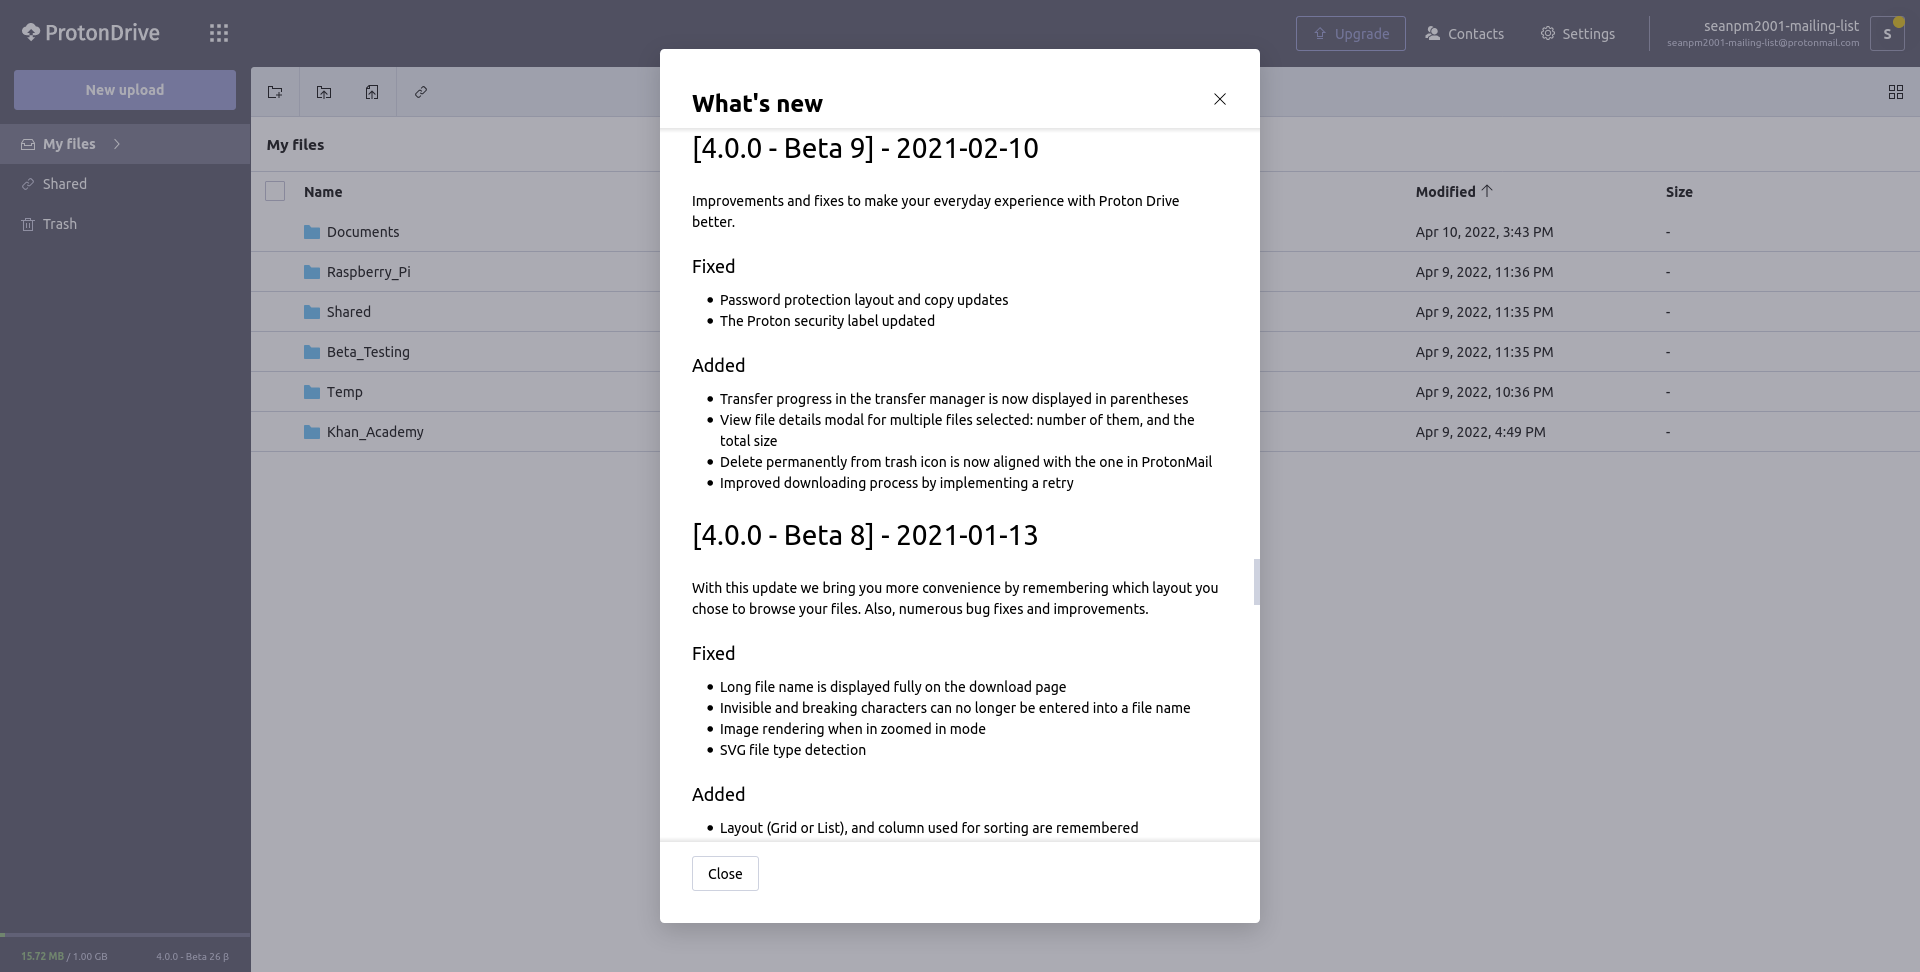 ProtonDrive
Upgrade
Contacts
Settings
seanpm2001-mailing-list
seanpm2001-mailing-list@protonmail.com
S
New upload
My files
Shared
Trash
15.72 MB / 1.00 GB
4.0.0 - Beta 26 β
My files
Name
Modified
Size
Documents
Apr 10, 2022, 3:43 PM
-
Raspberry_Pi
Apr 9, 2022, 11:36 PM
-
Shared
Apr 9, 2022, 11:35 PM
-
Beta_Testing
Apr 9, 2022, 11:35 PM
-
Temp
Apr 9, 2022, 10:36 PM
-
Khan_Academy
Apr 9, 2022, 4:49 PM
-
What's new
[4.0.0 - Beta 9] - 2021-02-10
Improvements and fixes to make your everyday experience with Proton Drive
better.
Fixed
• Password protection layout and copy updates
• The Proton security label updated
Added
• Transfer progress in the transfer manager is now displayed in parentheses
• View file details modal for multiple files selected: number of them, and the
total size
• Delete permanently from trash icon is now aligned with the one in ProtonMail
• Improved downloading process by implementing a retry
[4.0.0 - Beta 8] - 2021-01-13
With this update we bring you more convenience by remembering which layout you
chose to browse your files. Also, numerous bug fixes and improvements.
Fixed
• Long file name is displayed fully on the download page
• Invisible and breaking characters can no longer be entered into a file name
• Image rendering when in zoomed in mode
• SVG file type detection
Added
• Layout (Grid or List), and column used for sorting are remembered
Close